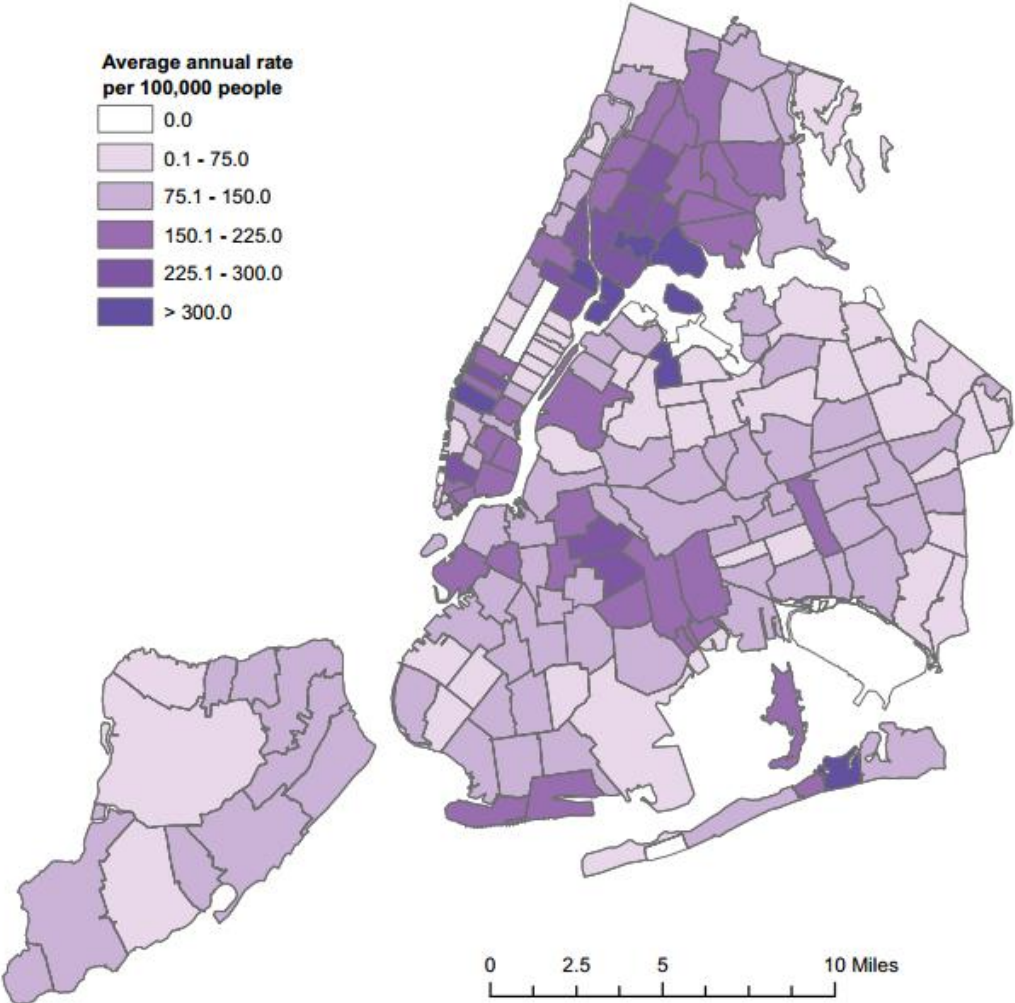 Average annual rate
per 100,000 people
0.0
0.1 - 75.0
75.1 - 150.0
150.1 - 225.0
225.1 - 300.0
> 300.0
0 2.5 5 10 Miles